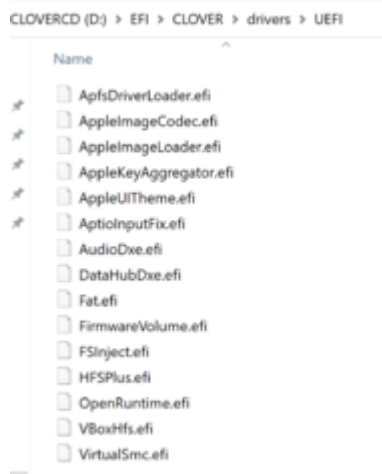 CLOVERCD (D:) > EFI > CLOVER > drivers > UEFI
Name
ApfsDriverLoader.efi
AppleImageCodec.efi
AppleImageLoader.efi
AppleKeyAggregator.efi
AppleUITheme.efi
AptioInputFix.efi
AudioDxe.efi
DataHubDxe.efi
Fat.efi
FirmwareVolume.efi
FSInject.efi
HFSPlus.efi
OpenRuntime.efi
VBoxHfs.efi
VirtualSmc.efi